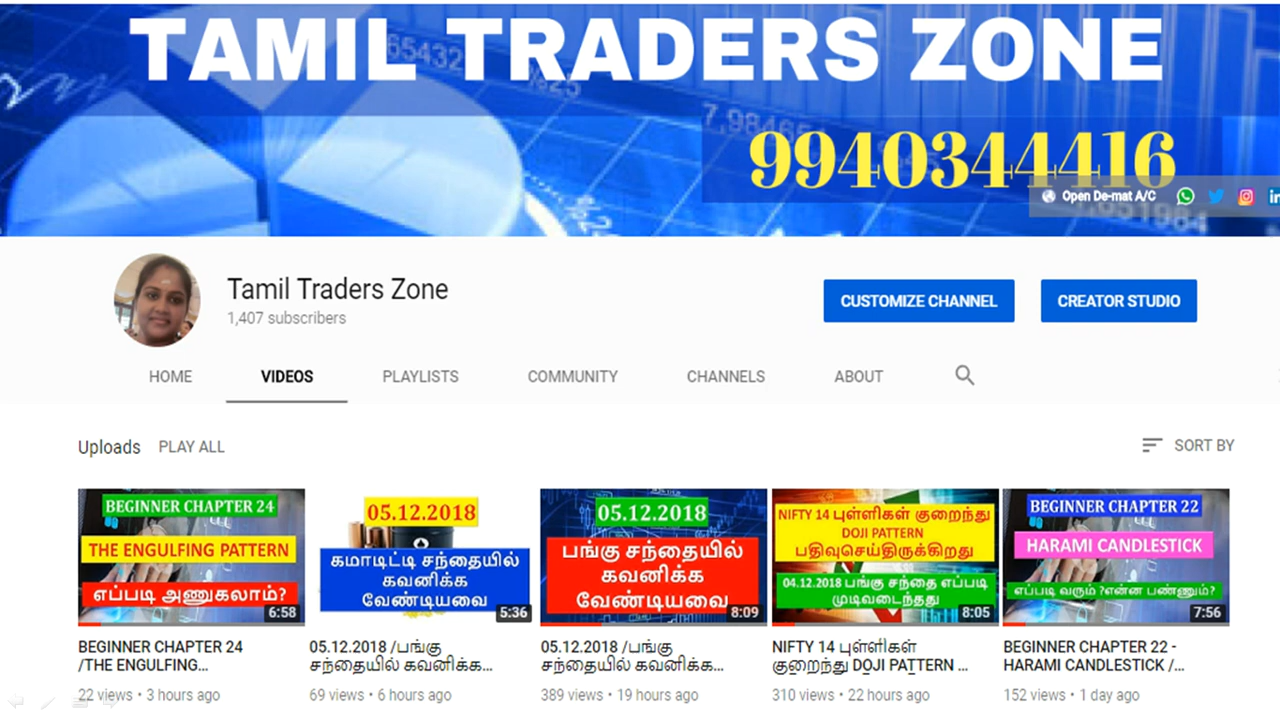 TAMIL TRADERS ZONE
9940344416
Open De-mat A/C
Tamil Traders Zone
1,407 subscribers
CUSTOMIZE CHANNEL
CREATOR STUDIO
HOME VIDEOS PLAYLISTS COMMUNITY CHANNELS ABOUT
Uploads PLAY ALL
SORT BY
BEGINNER CHAPTER 24
THE ENGULFING PATTERN
எப்படி அணுகலாம்?
6:58
BEGINNER CHAPTER 24
/THE ENGULFING...
22 views • 3 hours ago
05.12.2018
கமாடிட்டி சந்தையில்
கவனிக்க
வேண்டியவை
5:36
05.12.2018 /பங்கு
சந்தையில் கவனிக்க...
69 views • 6 hours ago
05.12.2018
பங்கு சந்தையில்
கவனிக்க
வேண்டியவை
8:09
05.12.2018 /பங்கு
சந்தையில் கவனிக்க...
389 views • 19 hours ago
NIFTY 14 புள்ளிகள் குறைந்து
DOJI PATTERN
பதிவுசெய்திருக்கிறது
04.12.2018 பங்கு சந்தை எப்படி
முடிவடைந்தது
8:05
NIFTY 14 புள்ளிகள்
குறைந்து DOJI PATTERN ...
310 views • 22 hours ago
BEGINNER CHAPTER 22
HARAMI CANDLESTICK
எப்படி வரும் ?என்ன பண்ணும்?
7:56
BEGINNER CHAPTER 22 -
HARAMI CANDLESTICK /...
152 views • 1 day ago